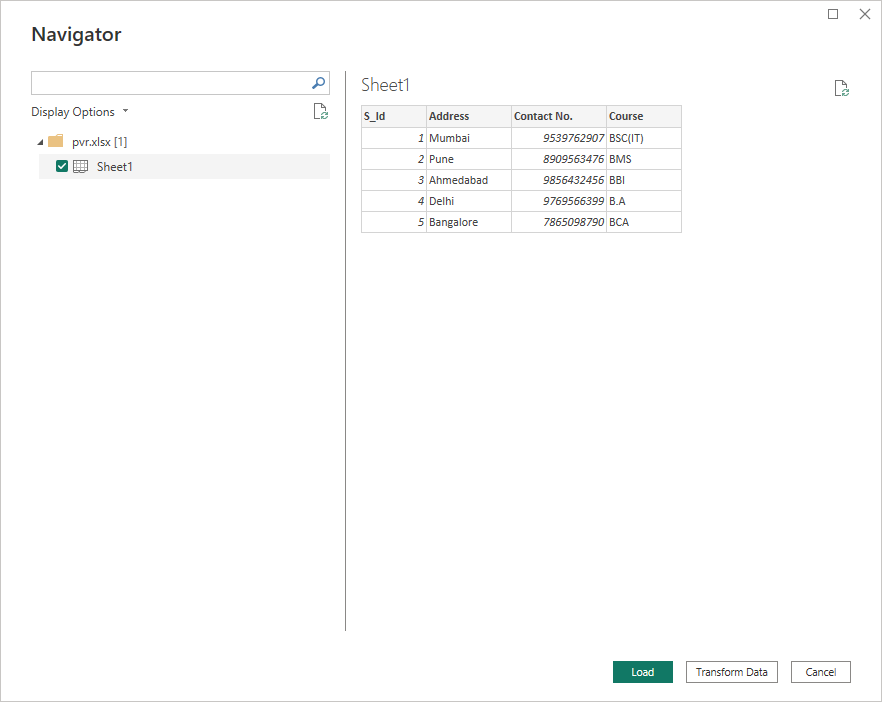 Navigator
Display Options
pvr.xlsx [1]
Sheet1
Sheet1
S_Id Address Contact No. Course
1 Mumbai 9539762907 BSC(IT)
2 Pune 8909563476 BMS
3 Ahmedabad 9856432456 BBI
4 Delhi 9769566399 B.A
5 Bangalore 7865098790 BCA
Load Transform Data Cancel